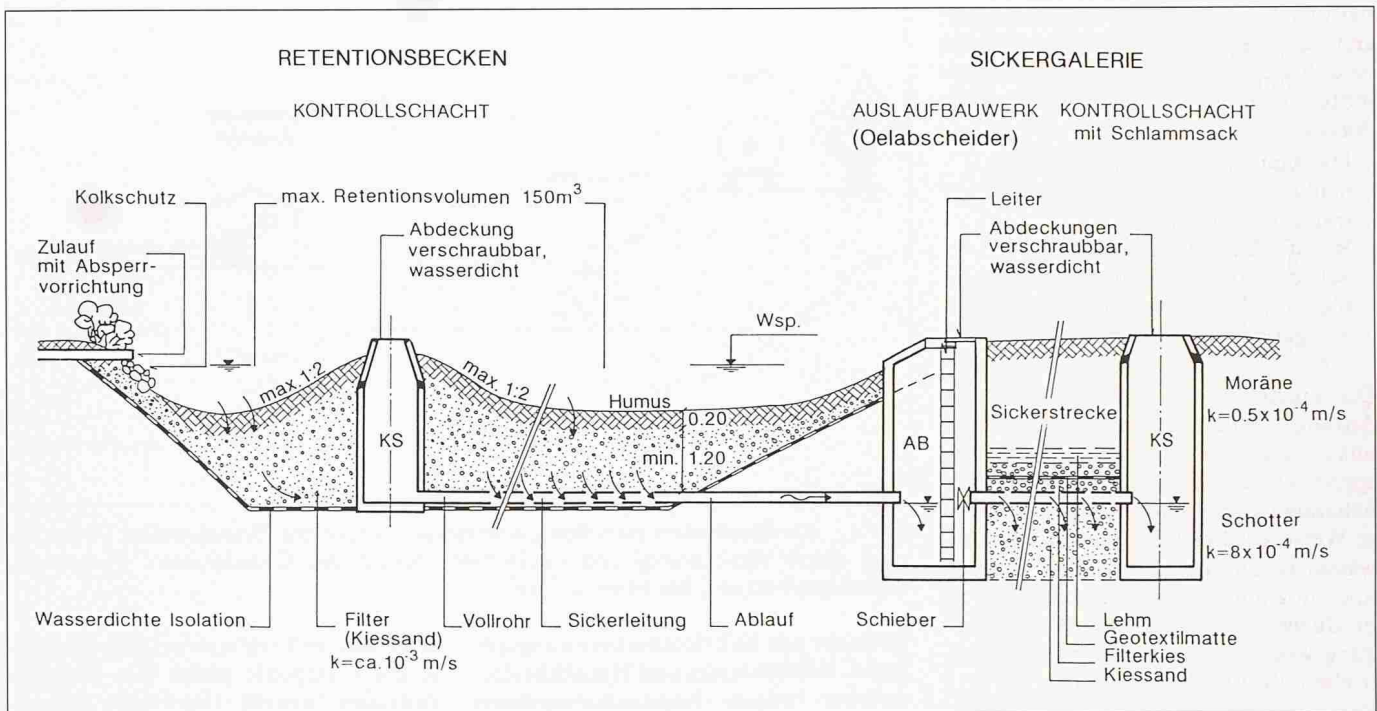 RETENTIONSBECKEN
KONTROLLSCHACHT
SICKERGALERIE
AUSLAUFBAUWERK
(Oelabscheider)
KONTROLLSCHACHT
mit Schlammsack
Kolkschutz
max. Retentionsvolumen 150m³
Leiter
Zulauf
mit Absperr-
vorrichtung
Abdeckung
verschraubbar,
wasserdicht
Abdeckungen
verschraubbar,
wasserdicht
Wsp.
max. 1:2
max. 1:2
Humus
0.20
min. 1.20
KS
AB
Sickerstrecke
KS
Moräne
k=0.5x10⁻⁴m/s
Schotter
k=8x10⁻⁴m/s
Wasserdichte Isolation
Filter
(Kiessand)
k=ca.10⁻³ m/s
Vollrohr
Sickerleitung
Ablauf
Schieber
Lehm
Geotextilmatte
Filterkies
Kiessand